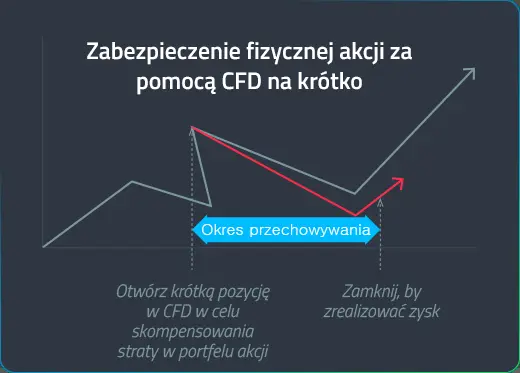 Zabezpieczenie fizycznej akcji za
pomocą CFD na krótko
Okres przechowywania
Otwórz krótką pozycję
w CFD w celu
skompensowania
straty w portfelu akcji
Zamknij, by
zrealizować zysk